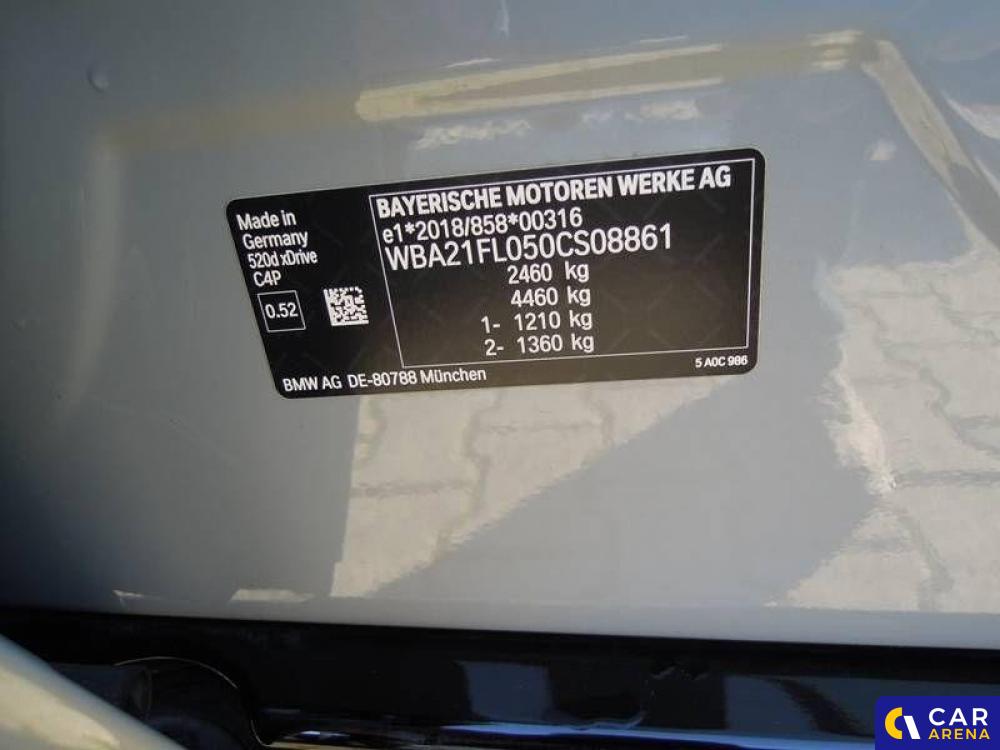 Made in
Germany
520d xDrive
C4P
0.52
BAYERISCHE MOTOREN WERKE AG
e1*2018/858*00316
WBA21FL050CS08861
2460 kg
4460 kg
1- 1210 kg
2- 1360 kg
BMW AG DE-80788 München
5 A0C 986
CAR
ARENA